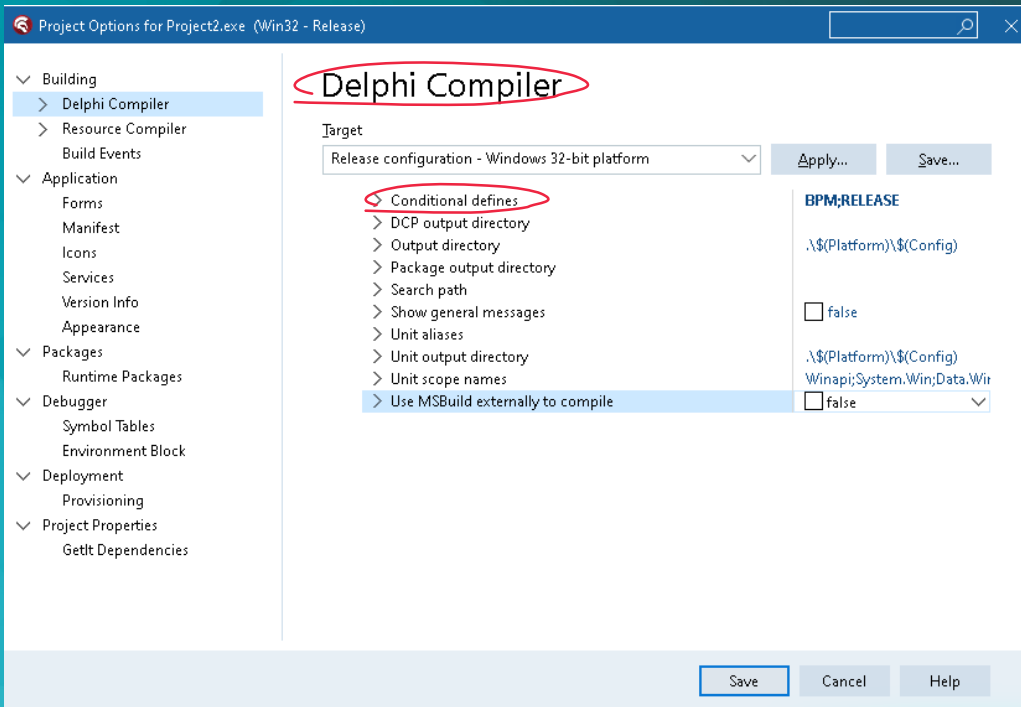 Project Options for Project2.exe (Win32 - Release)
Building
Delphi Compiler
Resource Compiler
Build Events
Application
Forms
Manifest
Icons
Services
Version Info
Appearance
Packages
Runtime Packages
Debugger
Symbol Tables
Environment Block
Deployment
Provisioning
Project Properties
GetIt Dependencies
Delphi Compiler
Target
Release configuration - Windows 32-bit platform
Apply...
Save...
Conditional defines BPM;RELEASE
DCP output directory
Output directory .\$(Platform)\$(Config)
Package output directory
Search path
Show general messages false
Unit aliases
Unit output directory .\$(Platform)\$(Config)
Unit scope names Winapi;System.Win;Data.Wir
Use MSBuild externally to compile false
Save Cancel Help